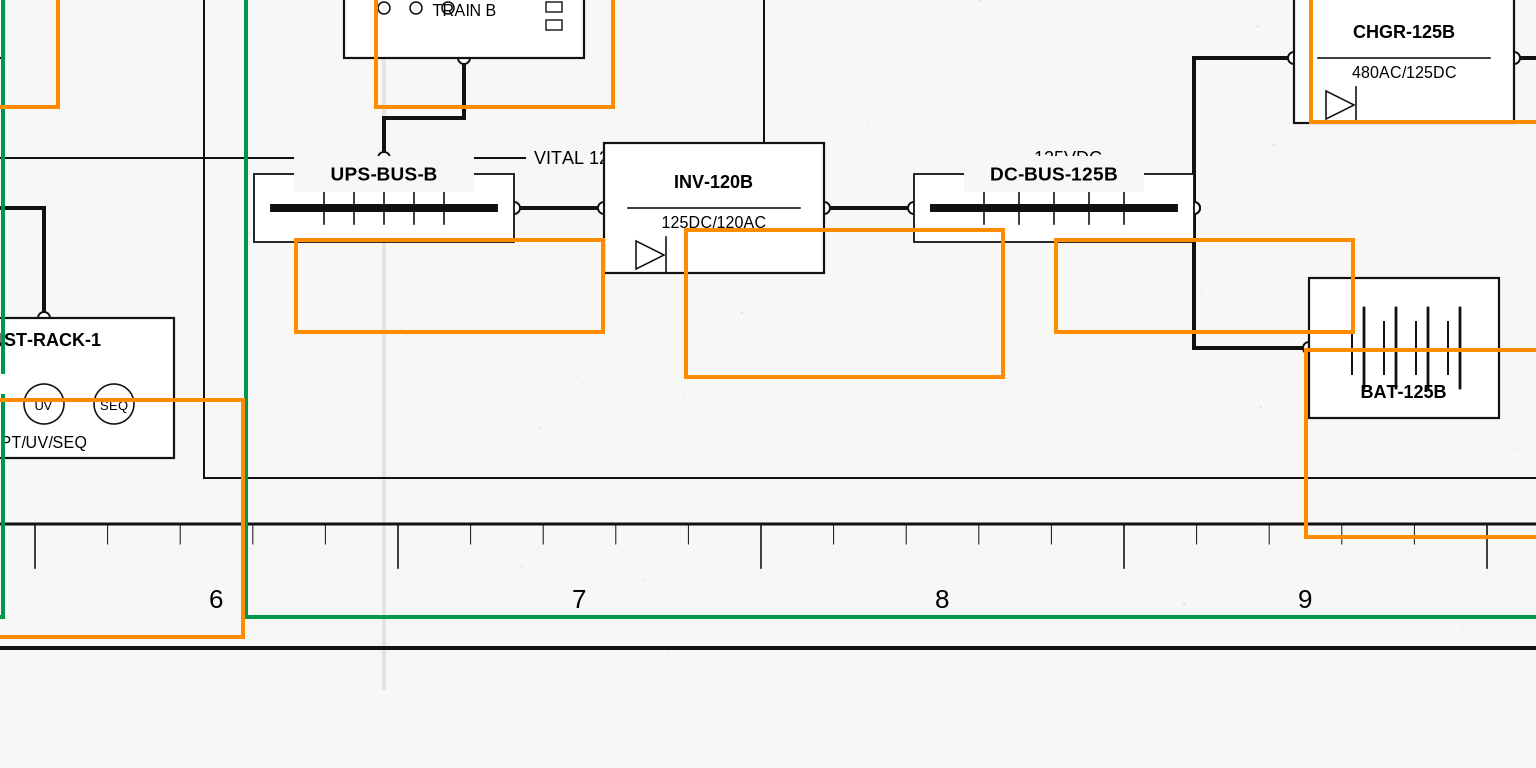 TRAIN B
CHGR-125B
480AC/125DC
VITAL 12
125VDC
UPS-BUS-B
INV-120B
DC-BUS-125B
125DC/120AC
ST-RACK-1
UV
SEQ
BAT-125B
PT/UV/SEQ
6
7
8
9